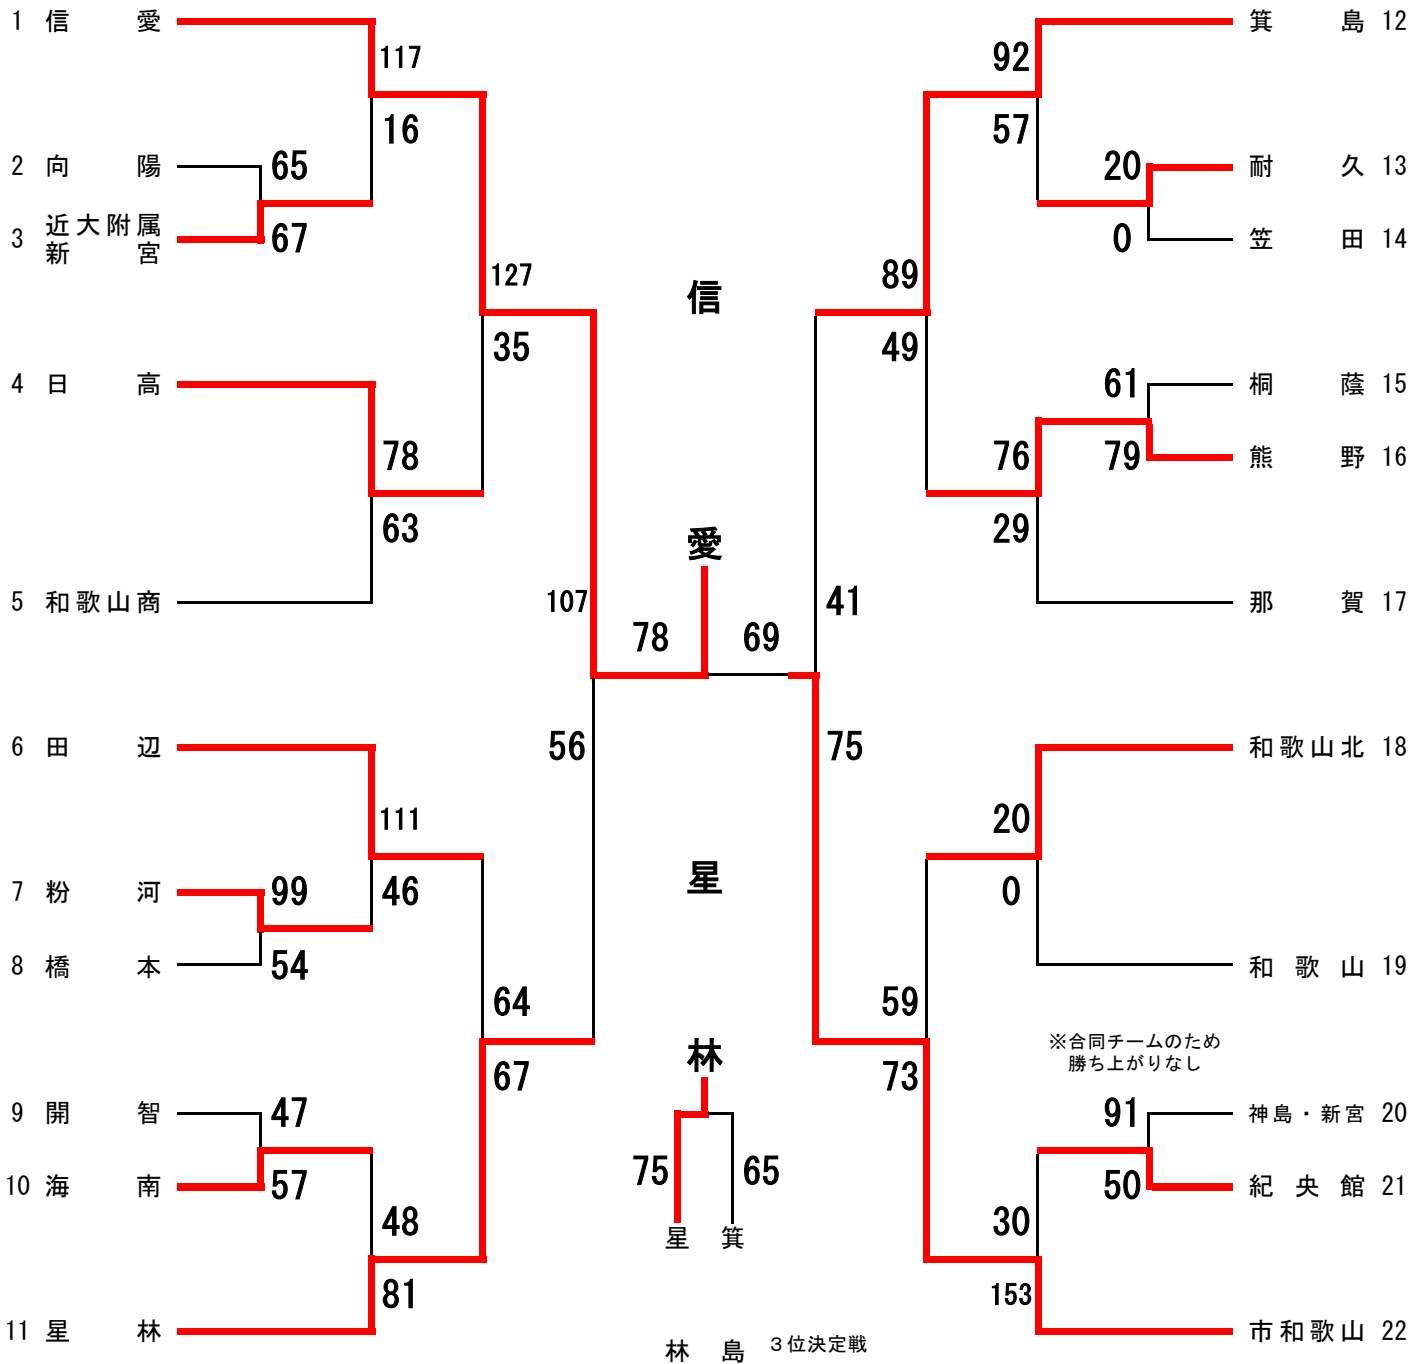 1 信愛
117
16
2 向陽
65
3 近大附属
新宮
67
127
35
4 日高
78
63
5 和歌山商
107
56
6 田辺
111
46
7 粉河
99
8 橋本
54
64
67
9 開智
47
10 海南
57
48
81
11 星林
信愛
78
69
星林
75
65
星林
箕島
3位決定戦
箕島 12
92
57
20
耐久 13
0
笠田 14
89
49
61
桐蔭 15
79
熊野 16
76
29
那賀 17
41
75
和歌山北 18
20
0
和歌山 19
59
73
※合同チームのため
勝ち上がりなし
91
神島・新宮 20
50
紀央館 21
30
153
市和歌山 22